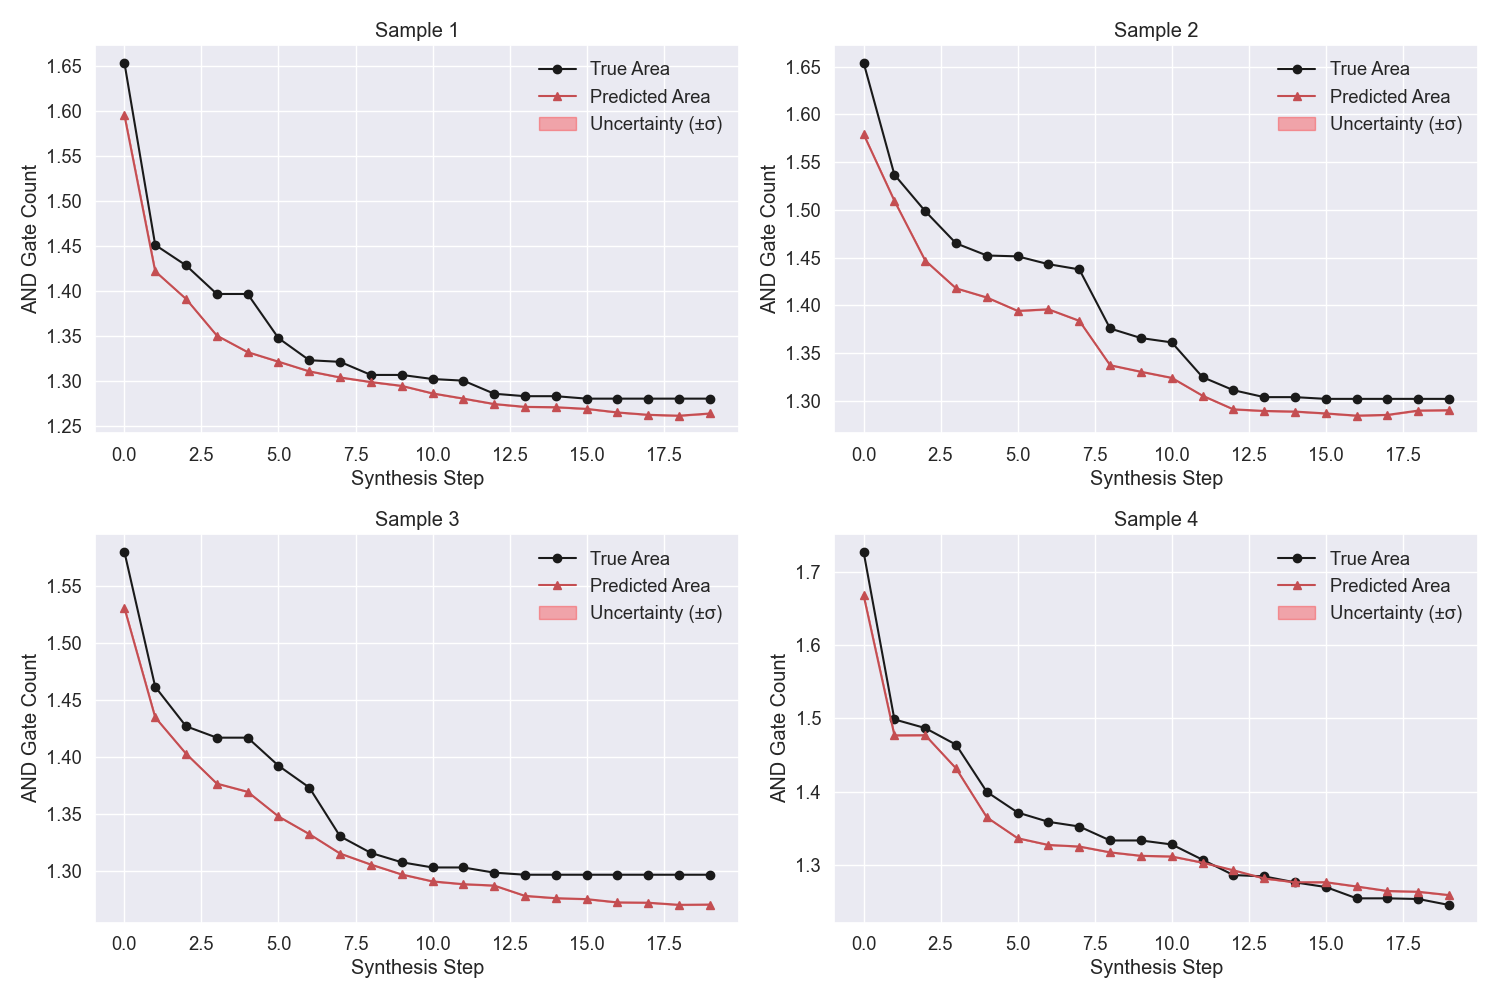 Sample 1
True Area
Predicted Area
Uncertainty (±σ)
AND Gate Count
1.65
1.60
1.55
1.50
1.45
1.40
1.35
1.30
1.25
0.0 2.5 5.0 7.5 10.0 12.5 15.0 17.5
Synthesis Step
Sample 2
True Area
Predicted Area
Uncertainty (±σ)
AND Gate Count
1.65
1.60
1.55
1.50
1.45
1.40
1.35
1.30
0.0 2.5 5.0 7.5 10.0 12.5 15.0 17.5
Synthesis Step
Sample 3
True Area
Predicted Area
Uncertainty (±σ)
AND Gate Count
1.55
1.50
1.45
1.40
1.35
1.30
0.0 2.5 5.0 7.5 10.0 12.5 15.0 17.5
Synthesis Step
Sample 4
True Area
Predicted Area
Uncertainty (±σ)
AND Gate Count
1.7
1.6
1.5
1.4
1.3
0.0 2.5 5.0 7.5 10.0 12.5 15.0 17.5
Synthesis Step